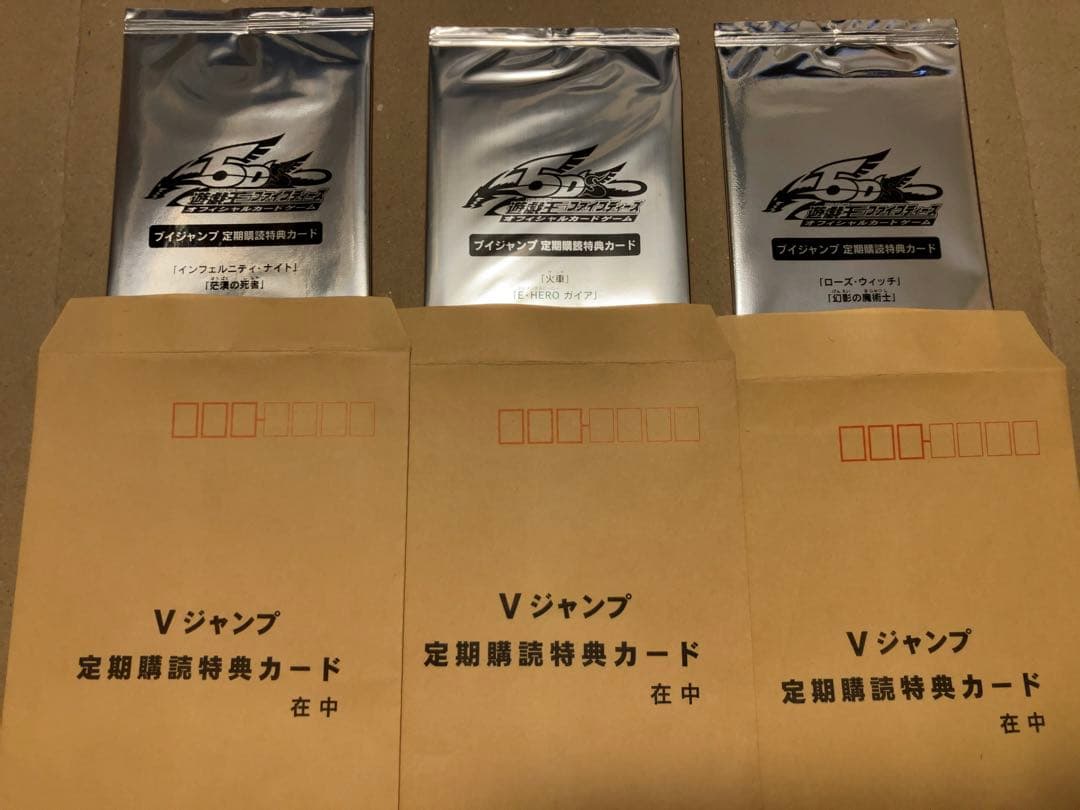 5D's
遊戯王ファイブディーズ
オフィシャルカードゲーム
ブイジャンプ 定期購読特典カード
「インフェルニティ・ナイト」
「茫漠の死者」
5D's
遊戯王ファイブディーズ
オフィシャルカードゲーム
ブイジャンプ 定期購読特典カード
「火車」
「E・HERO ガイア」
5D's
遊戯王ファイブディーズ
オフィシャルカードゲーム
ブイジャンプ 定期購読特典カード
「ローズ・ウィッチ」
「幻影の魔術士」
Vジャンプ
定期購読特典カード
在中
Vジャンプ
定期購読特典カード
在中
Vジャンプ
定期購読特典カード
在中